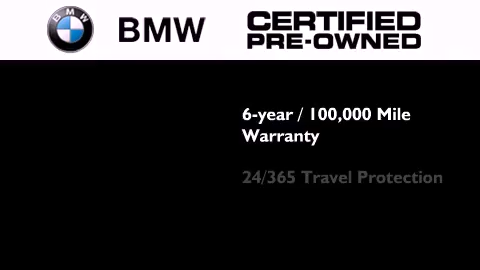 BMW
BMW
CERTIFIED
PRE-OWNED
6-year / 100,000 Mile
Warranty
24/365 Travel Protection